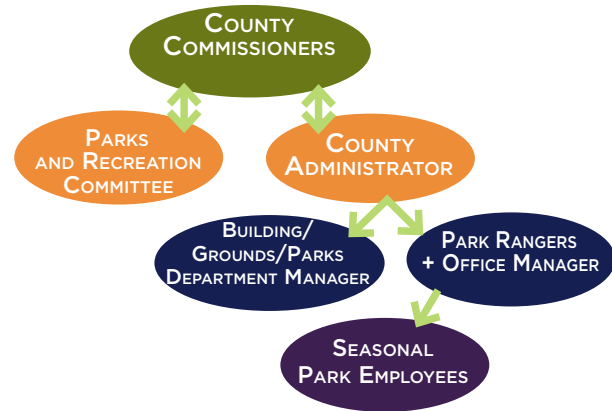 County
Commissioners
Parks
and Recreation
Committee
County
Administrator
Building/
Grounds/Parks
Department Manager
Park Rangers
+ Office Manager
Seasonal
Park Employees